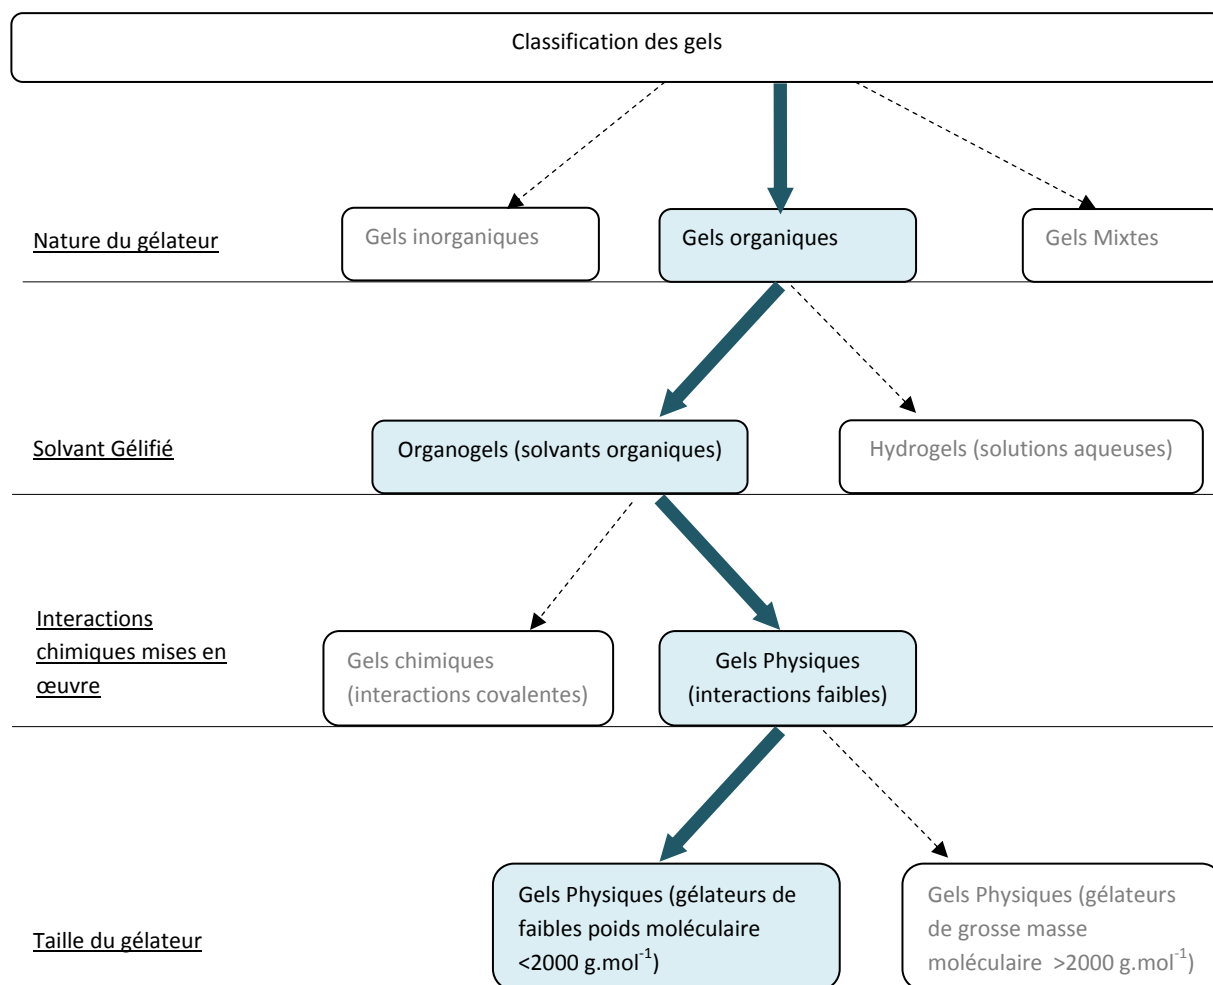 Classification des gels
Nature du gélateur
Gels inorganiques
Gels organiques
Gels Mixtes
Solvant Gélifié
Organogels (solvants organiques)
Hydrogels (solutions aqueuses)
Interactions
chimiques mises en
œuvre
Gels chimiques
(interactions covalentes)
Gels Physiques
(interactions faibles)
Taille du gélateur
Gels Physiques (gélateurs de
faibles poids moléculaire
<2000 g.mol⁻¹)
Gels Physiques (gélateurs
de grosse masse
moléculaire >2000 g.mol⁻¹)